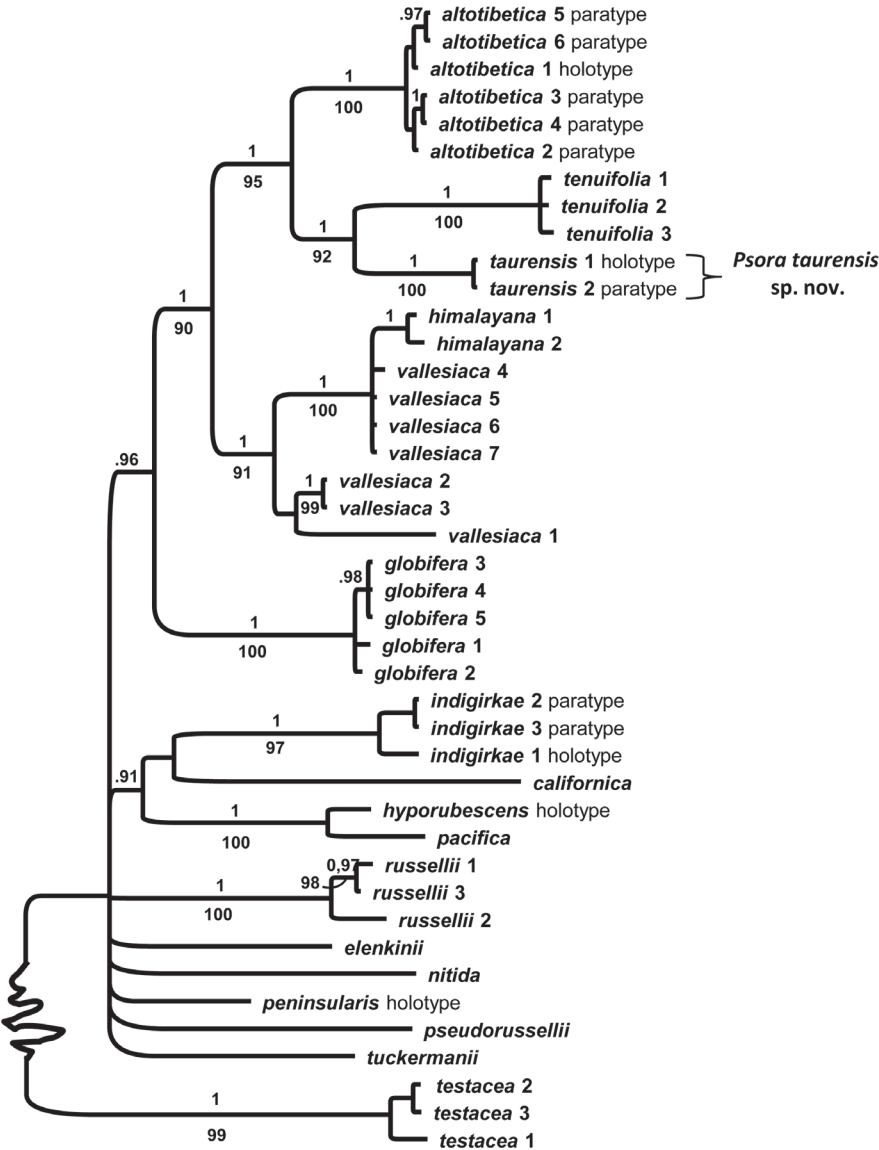 .97
altotibetica 5 paratype
altotibetica 6 paratype
altotibetica 1 holotype
1
100
1
altotibetica 3 paratype
altotibetica 4 paratype
altotibetica 2 paratype
1
95
tenuifolia 1
1
100
tenuifolia 2
tenuifolia 3
1
92
taurensis 1 holotype
1
100
taurensis 2 paratype
Psora taurensis
sp. nov.
1
90
1
himalayana 1
himalayana 2
vallesiaca 4
1
100
vallesiaca 5
vallesiaca 6
vallesiaca 7
1
91
1
99
vallesiaca 2
vallesiaca 3
vallesiaca 1
.96
globifera 3
.98
globifera 4
globifera 5
1
100
globifera 1
globifera 2
indigirkae 2 paratype
1
97
indigirkae 3 paratype
indigirkae 1 holotype
.91
californica
hyporubescens holotype
1
100
pacifica
0,97
98
russellii 1
russellii 3
1
100
russellii 2
elenkinii
nitida
peninsularis holotype
pseudorussellii
tuckermanii
testacea 2
1
99
testacea 3
testacea 1